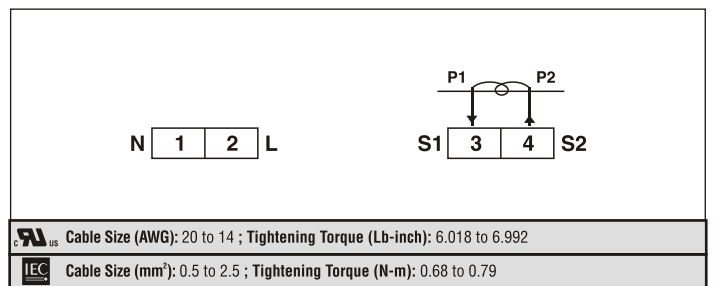 P1 P2
N 1 2 L S1 3 4 S2
c UR us Cable Size (AWG): 20 to 14 ; Tightening Torque (Lb-inch): 6.018 to 6.992
IEC Cable Size (mm²): 0.5 to 2.5 ; Tightening Torque (N-m): 0.68 to 0.79